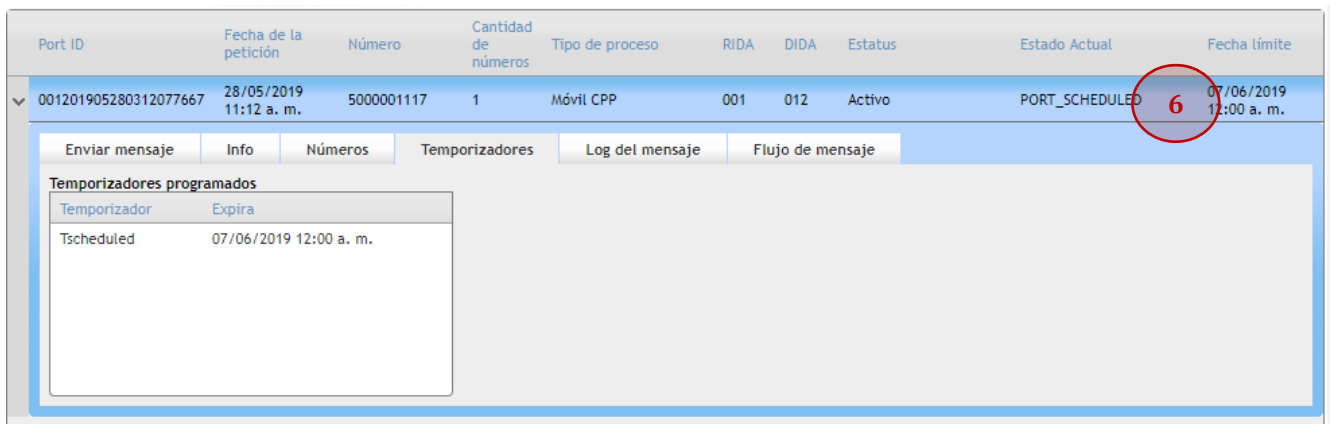 Port ID Fecha de la petición Número Cantidad de números Tipo de proceso RIDA DIDA Estatus Estado Actual Fecha límite
001201905280312077667 28/05/2019 11:12 a. m. 5000001117 1 Móvil CPP 001 012 Activo PORT_SCHEDULED 6 07/06/2019 12:00 a. m.
Enviar mensaje Info Números Temporizadores Log del mensaje Flujo de mensaje
Temporizadores programados
Temporizador Expira
Tscheduled 07/06/2019 12:00 a. m.